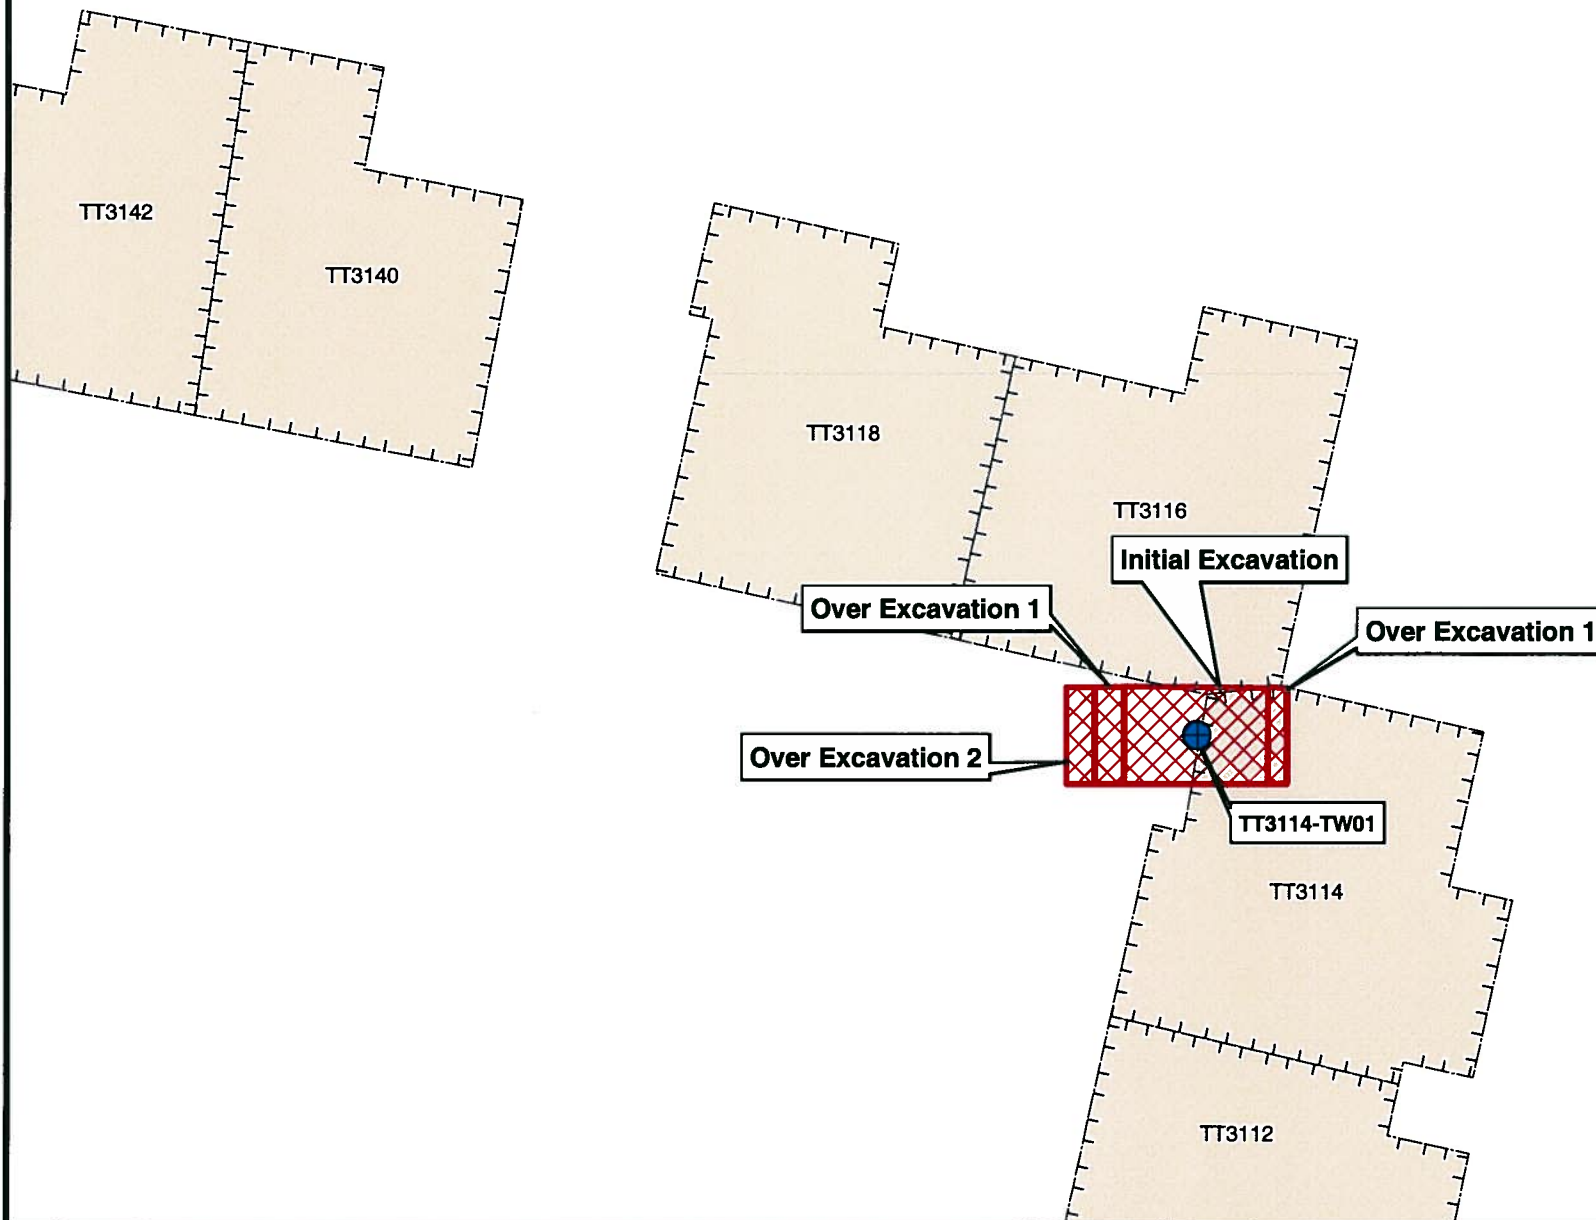 TT3142
TT3140
TT3118
TT3116
Initial Excavation
Over Excavation 1
Over Excavation 1
Over Excavation 2
TT3114-TW01
TT3114
TT3112